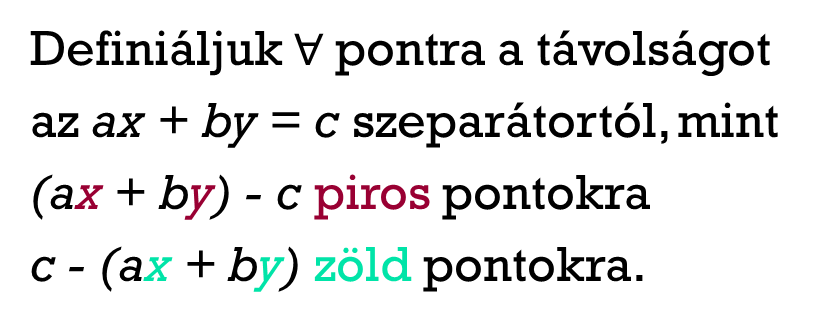 Definiáljuk ∀ pontra a távolságot
az ax + by = c szeparátortól, mint
(ax + by) - c piros pontokra
c - (ax + by) zöld pontokra.